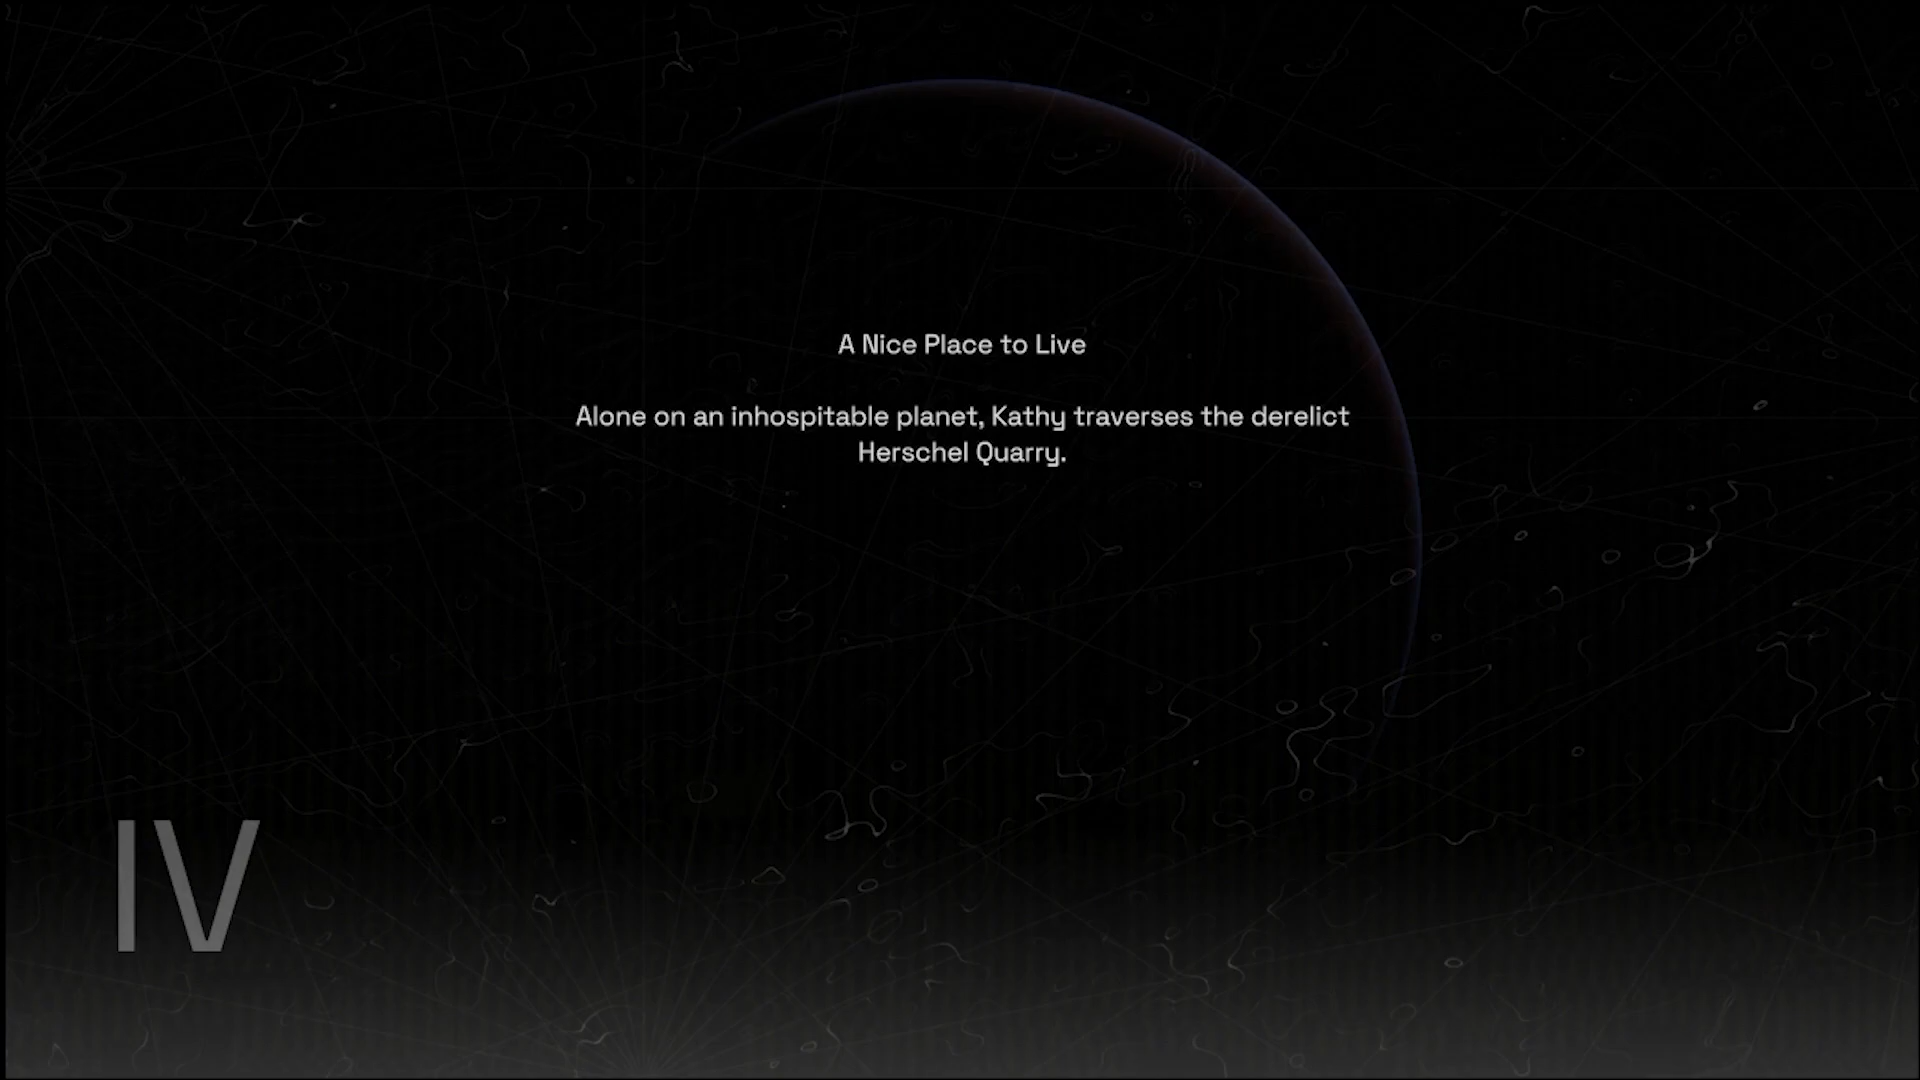 A Nice Place to Live
Alone on an inhospitable planet, Kathy traverses the derelict
Herschel Quarry.
IV